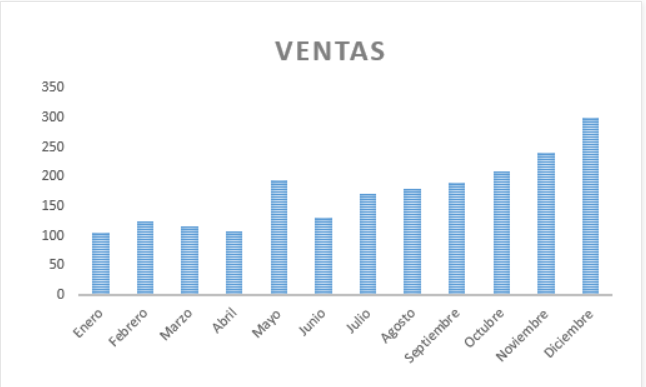 VENTAS
350
300
250
200
150
100
50
0
Enero
Febrero
Marzo
Abril
Mayo
Junio
Julio
Agosto
Septiembre
Octubre
Noviembre
Diciembre